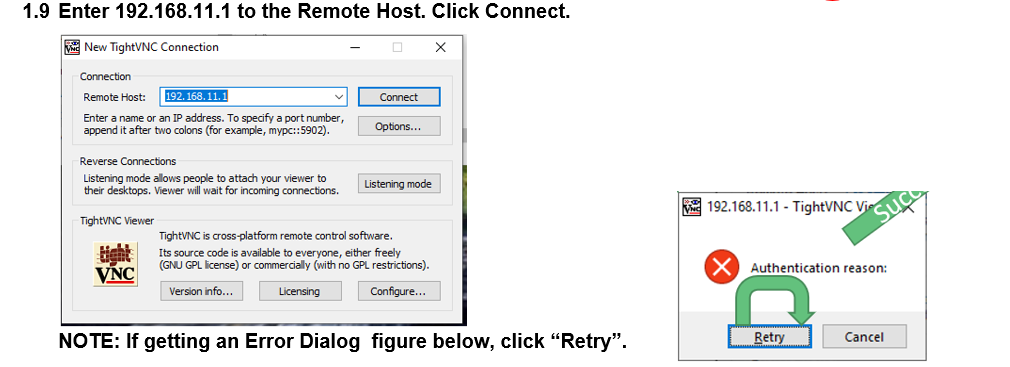 1.9 Enter 192.168.11.1 to the Remote Host. Click Connect.
New TightVNC Connection
Connection
Remote Host: 192.168.11.1
Connect
Enter a name or an IP address. To specify a port number,
append it after two colons (for example, mypc::5902).
Options...
Reverse Connections
Listening mode allows people to attach your viewer to
their desktops. Viewer will wait for incoming connections.
Listening mode
TightVNC Viewer
tight
VNC
TightVNC is cross-platform remote control software.
Its source code is available to everyone, either freely
(GNU GPL license) or commercially (with no GPL restrictions).
Version info...
Licensing
Configure...
192.168.11.1 - TightVNC Vie
Succ
Authentication reason:
Retry
Cancel
NOTE: If getting an Error Dialog figure below, click “Retry”.